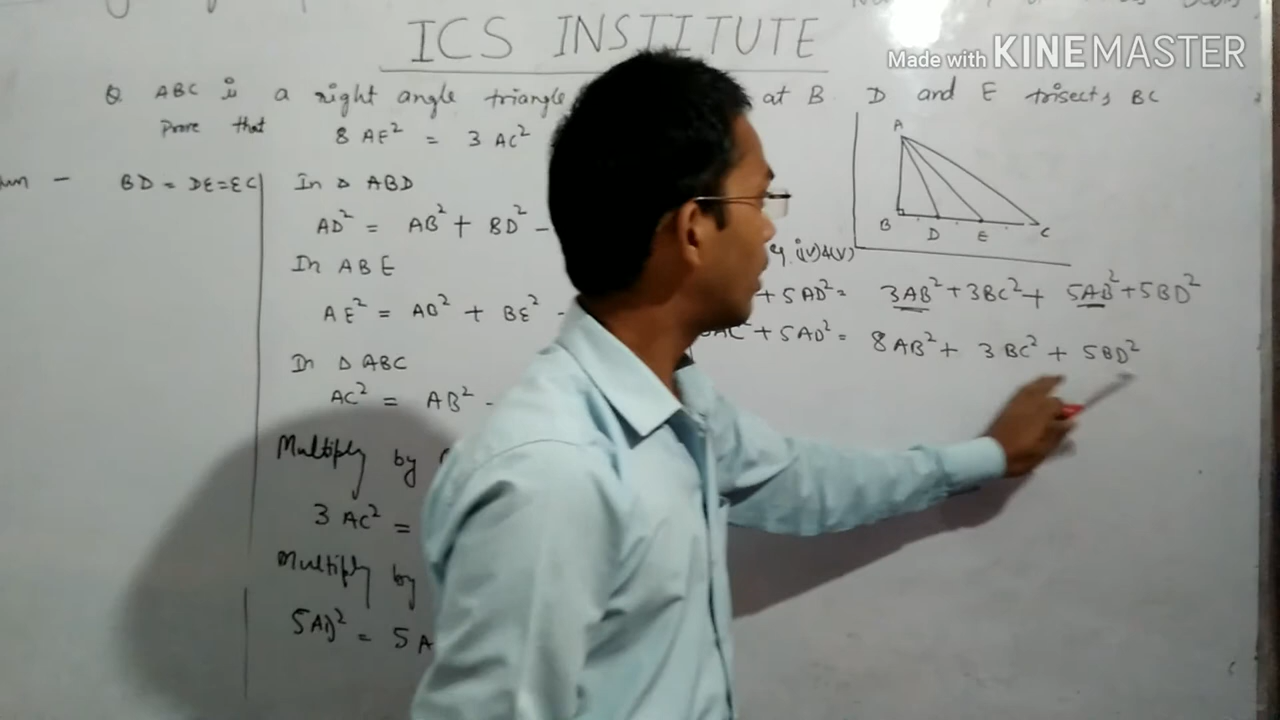 ICS INSTITUTE
Made with KINEMASTER
Q. ABC is a right angle triangle at B D and E trisects BC
Prove that 8 AE² = 3 AC²
BD = DE = EC
In Δ ABD
AD² = AB² + BD² -
In ABE
AE² = AB² + BE² -
In Δ ABC
AC² = AB² -
Multiply by
3 AC² =
Multiply by
5AD² = 5A
A
B D E C
(iv) & (v)
+ 5AD² = 3AB² + 3BC² + 5AB² + 5BD²
+ 5AD² = 8AB² + 3BC² + 5BD²